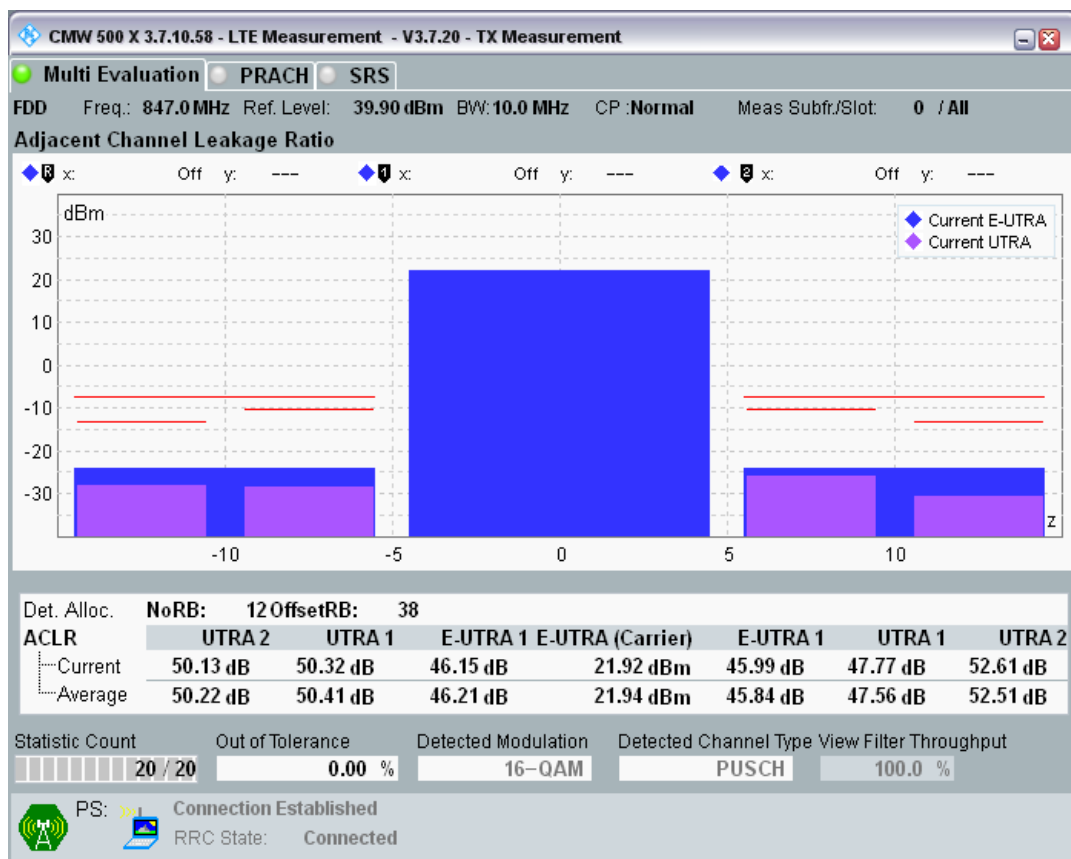 CMW 500 X 3.7.10.58 - LTE Measurement - V3.7.20 - TX Measurement
Multi Evaluation PRACH SRS
FDD Freq.: 847.0 MHz Ref. Level: 39.90 dBm BW: 10.0 MHz CP :Normal Meas Subfr./Slot: 0 / All
Adjacent Channel Leakage Ratio
R x: Off y: --- 1 x: Off y: --- 2 x: Off y: ---
dBm
Current E-UTRA
Current UTRA
30
20
10
0
-10
-20
-30
z
-10 -5 0 5 10
Det. Alloc. NoRB: 12 OffsetRB: 38
ACLR UTRA 2 UTRA 1 E-UTRA 1 E-UTRA (Carrier) E-UTRA 1 UTRA 1 UTRA 2
Current 50.13 dB 50.32 dB 46.15 dB 21.92 dBm 45.99 dB 47.77 dB 52.61 dB
Average 50.22 dB 50.41 dB 46.21 dB 21.94 dBm 45.84 dB 47.56 dB 52.51 dB
Statistic Count Out of Tolerance Detected Modulation Detected Channel Type View Filter Throughput
20 / 20 0.00 % 16-QAM PUSCH 100.0 %
PS: Connection Established
RRC State: Connected